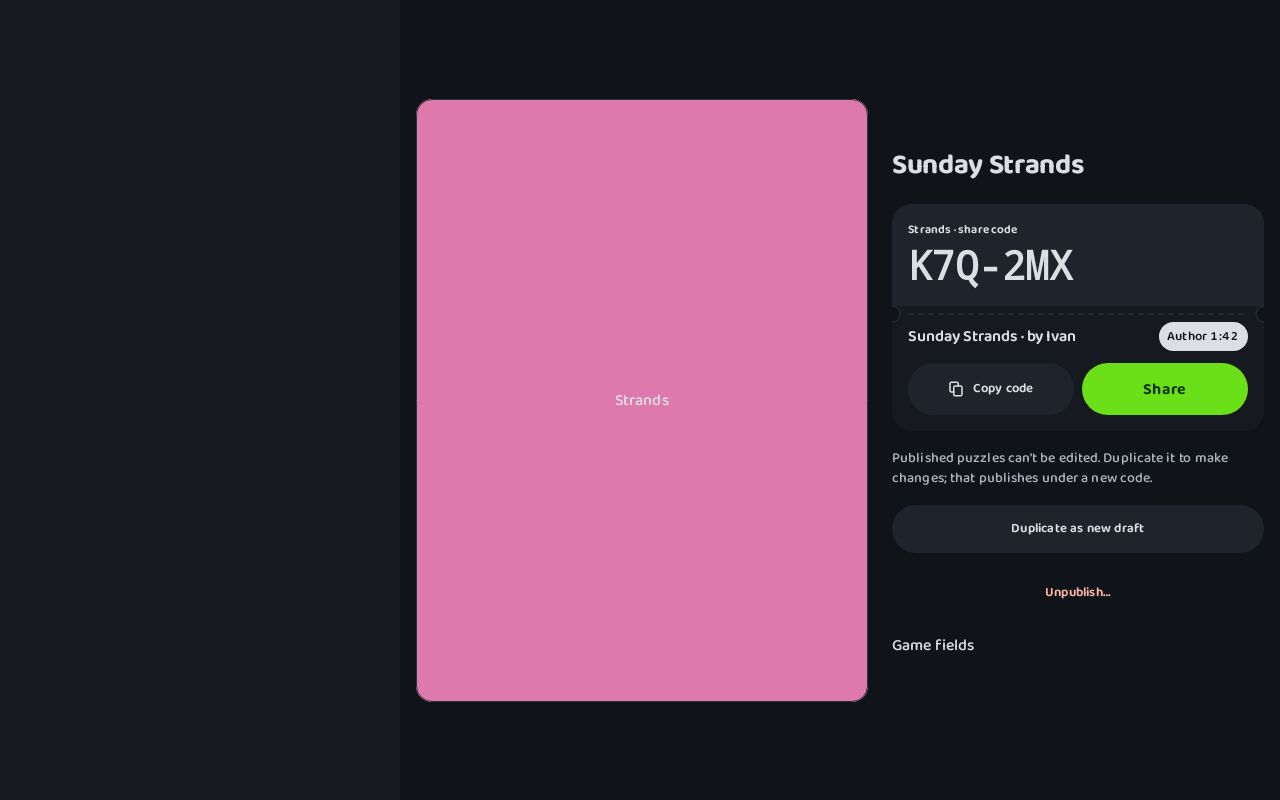 Strands
Sunday Strands
Strands · share code
K7Q-2MX
Sunday Strands · by Ivan
Author 1:42
Copy code
Share
Published puzzles can't be edited. Duplicate it to make
changes; that publishes under a new code.
Duplicate as new draft
Unpublish…
Game fields